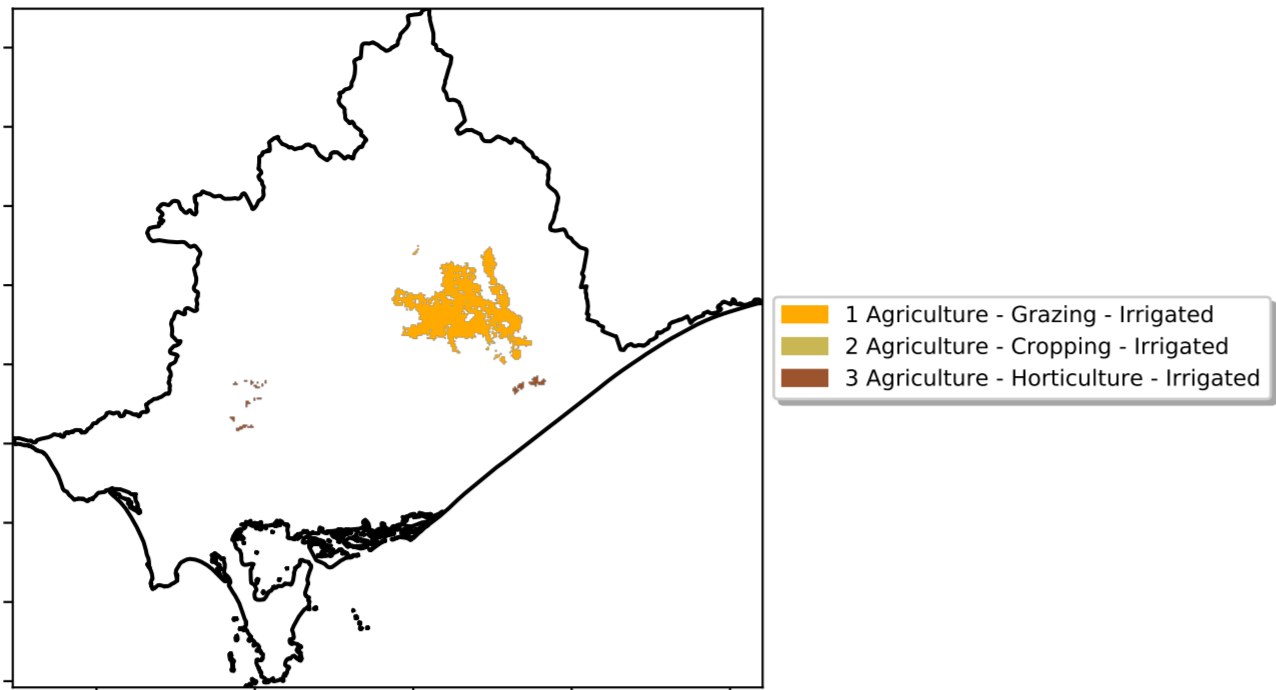 1 Agriculture - Grazing - Irrigated
2 Agriculture - Cropping - Irrigated
3 Agriculture - Horticulture - Irrigated